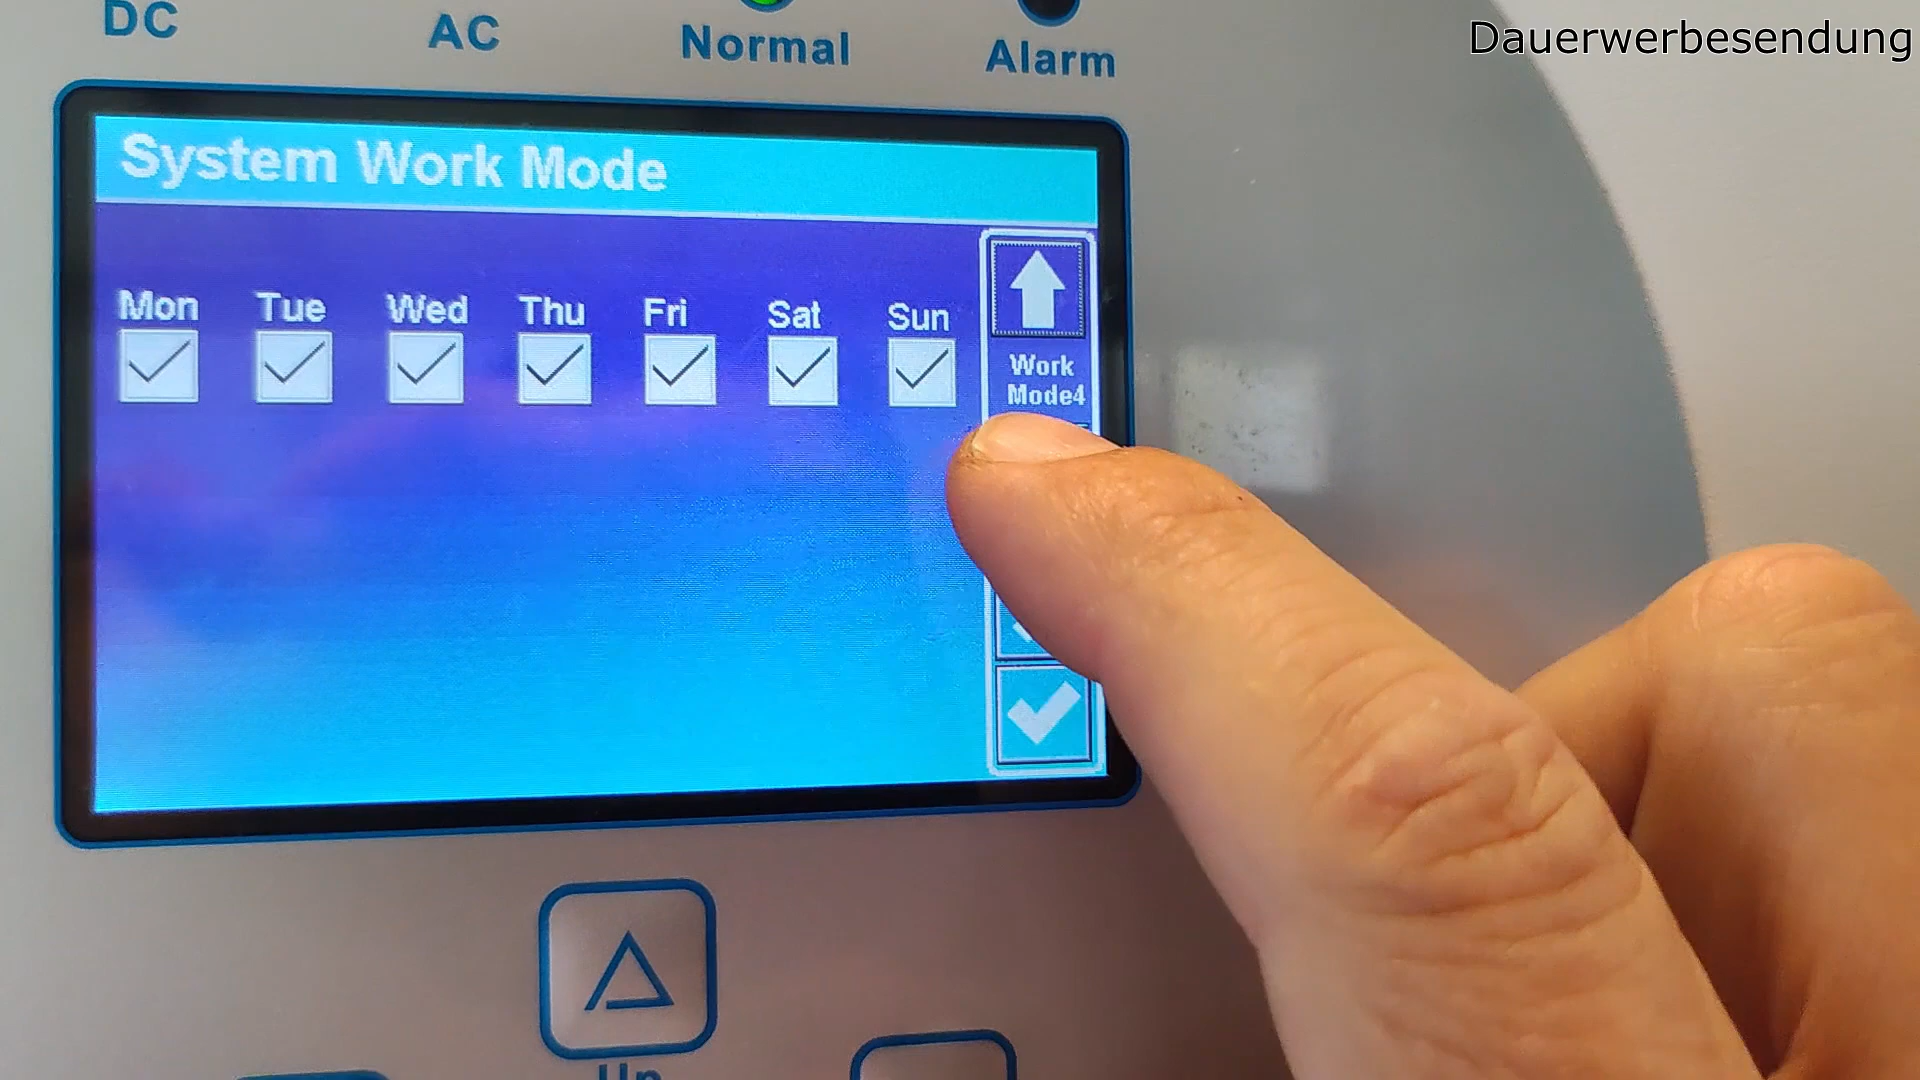 DC
AC
Normal
Alarm
Dauerwerbesendung
System Work Mode
Mon
Tue
Wed
Thu
Fri
Sat
Sun
Work
Mode4
Up